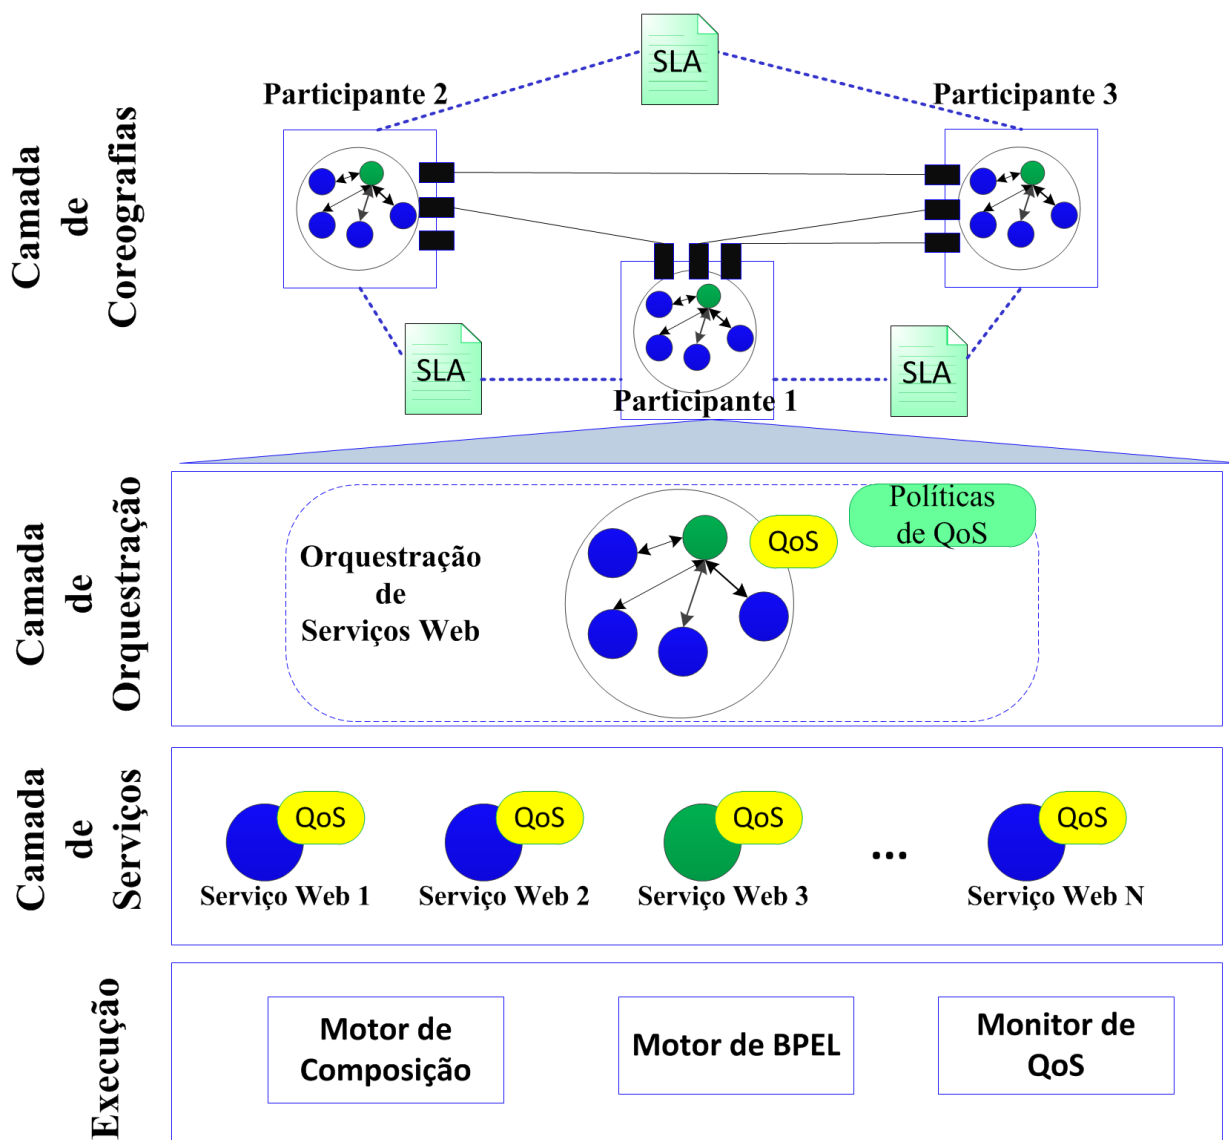 SLA
Participante 2
Participante 3
Camada
de
Coreografias
SLA
SLA
Participante 1
Camada
de
Orquestração
Orquestração
de
Serviços Web
QoS
Políticas
de QoS
Camada
de
Serviços
QoS
QoS
QoS
QoS
...
Serviço Web 1
Serviço Web 2
Serviço Web 3
Serviço Web N
Execução
Motor de
Composição
Motor de BPEL
Monitor de
QoS